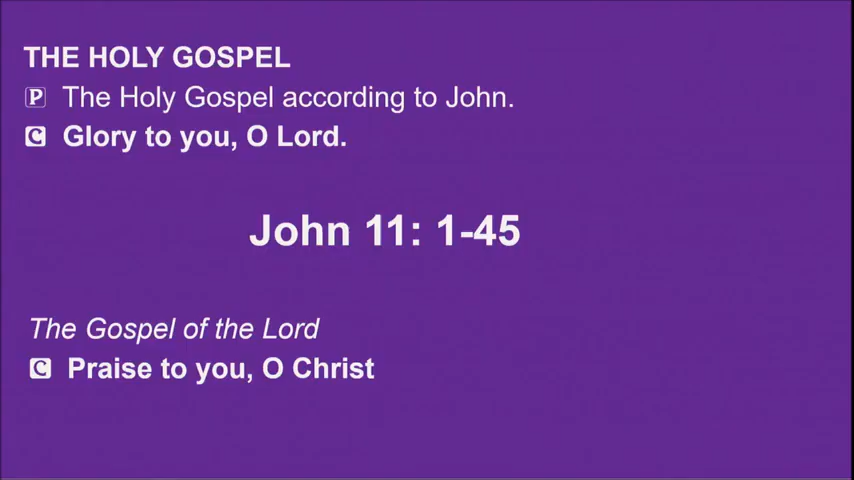 THE HOLY GOSPEL
P The Holy Gospel according to John.
C Glory to you, O Lord.
John 11: 1-45
The Gospel of the Lord
C Praise to you, O Christ